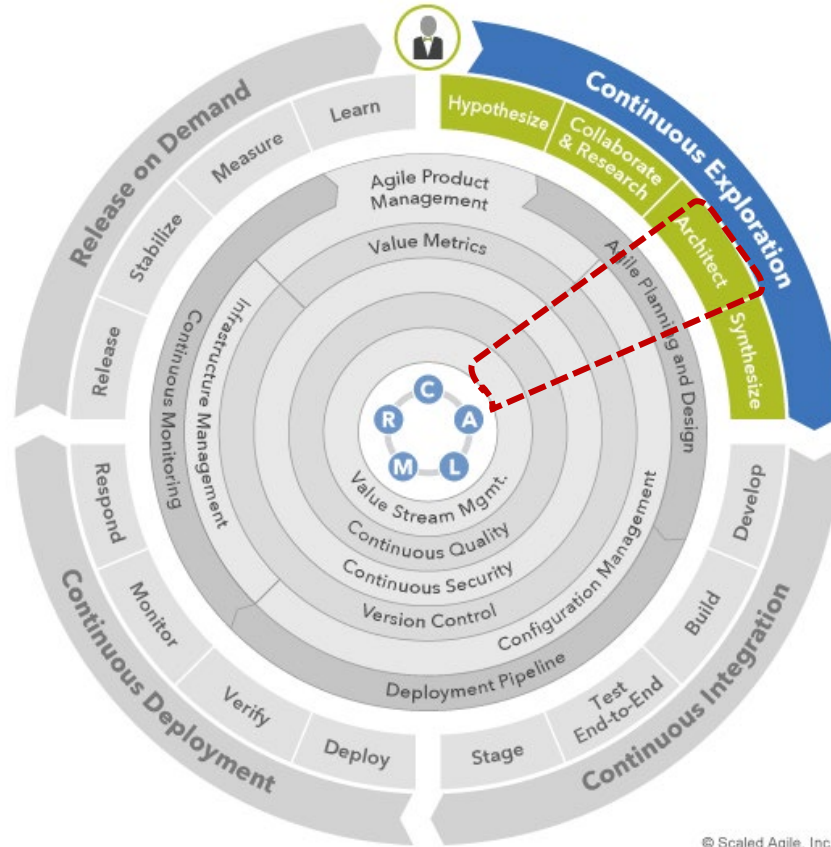 Continuous Exploration
Hypothesize
Collaborate
& Research
Architect
Synthesize
Continuous Integration
Develop
Build
Test
End-to-End
Stage
Continuous Deployment
Deploy
Verify
Monitor
Respond
Release on Demand
Release
Stabilize
Measure
Learn
Agile Product
Management
Agile Planning and Design
Deployment Pipeline
Continuous Monitoring
Value Metrics
Infrastructure Management
Configuration Management
Version Control
Continuous Security
Continuous Quality
Value Stream Mgmt.
C
A
L
M
R
© Scaled Agile, Inc